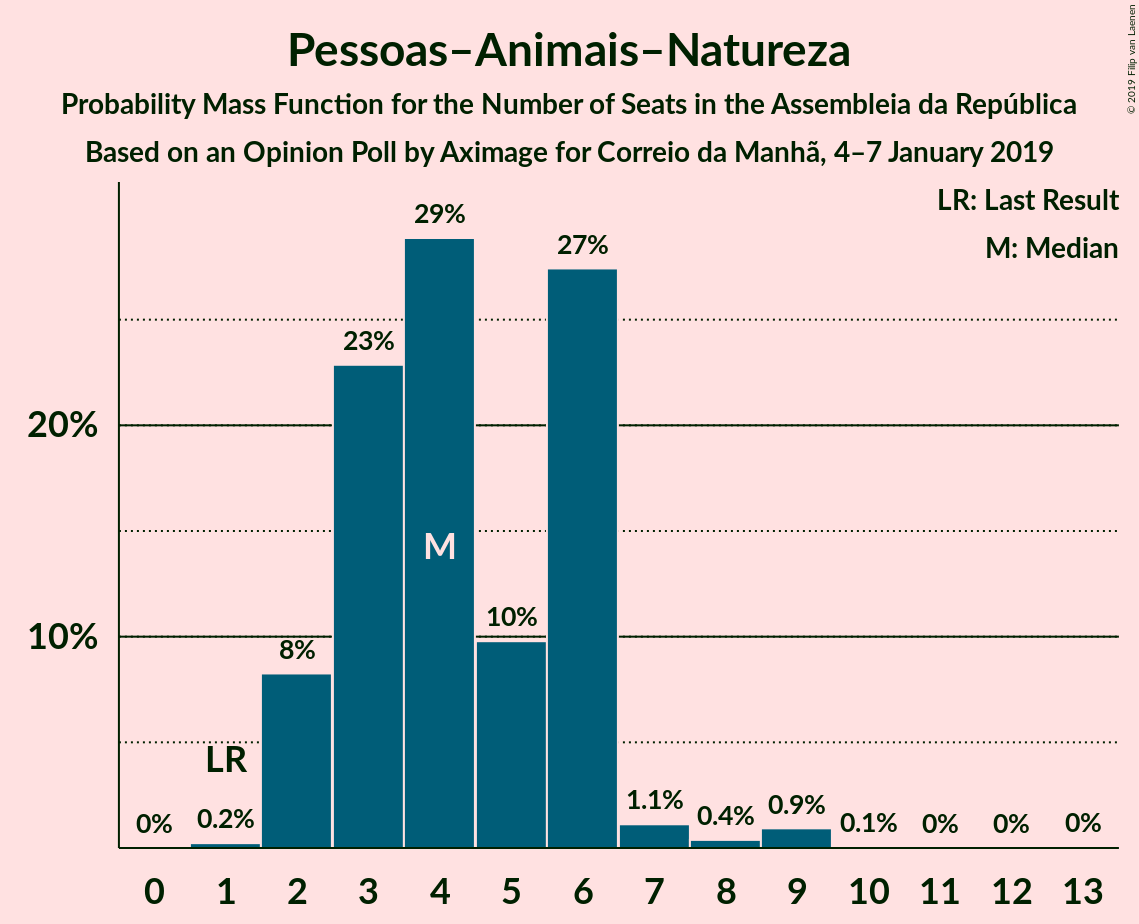 Pessoas–Animais–Natureza
Probability Mass Function for the Number of Seats in the Assembleia da República
Based on an Opinion Poll by Aximage for Correio da Manhã, 4–7 January 2019
© 2019 Filip van Laenen
LR: Last Result
M: Median
29%
27%
23%
20%
M
10%
10%
8%
LR
0%
0.2%
1.1%
0.4%
0.9%
0.1%
0%
0%
0%
0 1 2 3 4 5 6 7 8 9 10 11 12 13